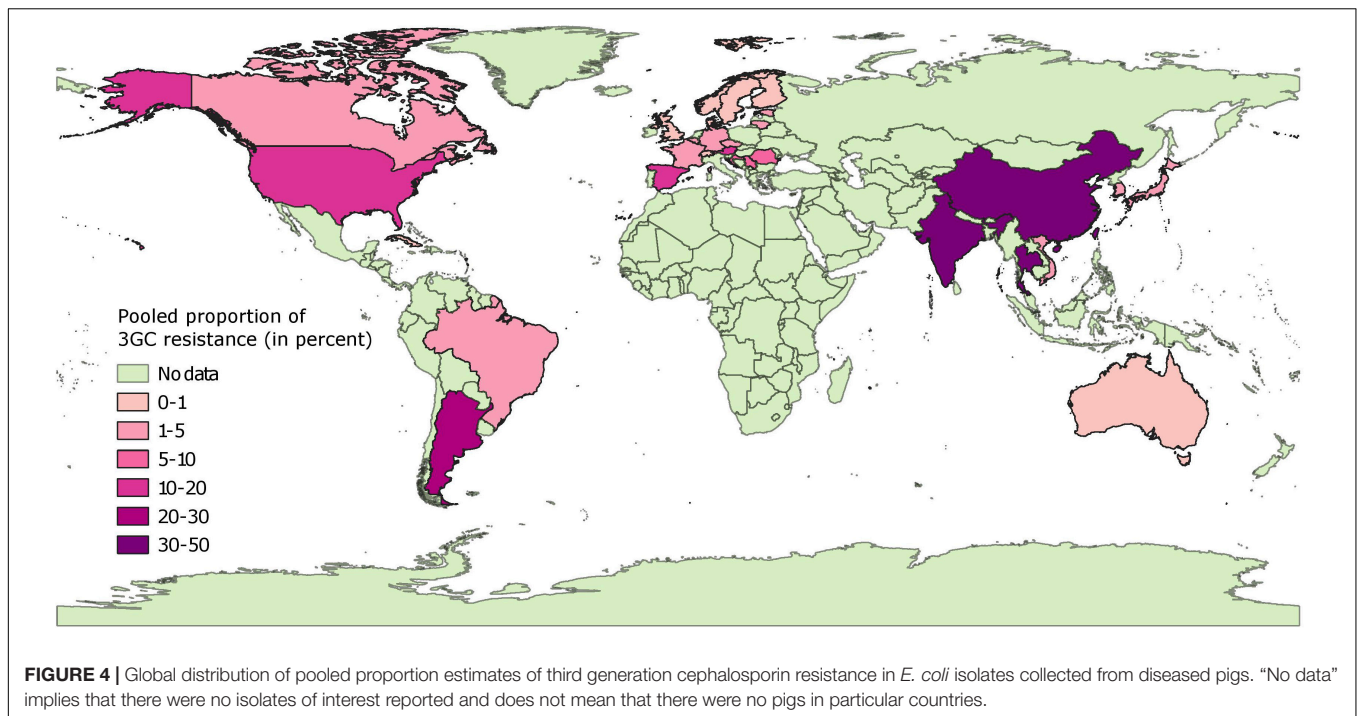 Pooled proportion of
3GC resistance (in percent)
No data
0-1
1-5
5-10
10-20
20-30
30-50
FIGURE 4 | Global distribution of pooled proportion estimates of third generation cephalosporin resistance in E. coli isolates collected from diseased pigs. “No data”
implies that there were no isolates of interest reported and does not mean that there were no pigs in particular countries.